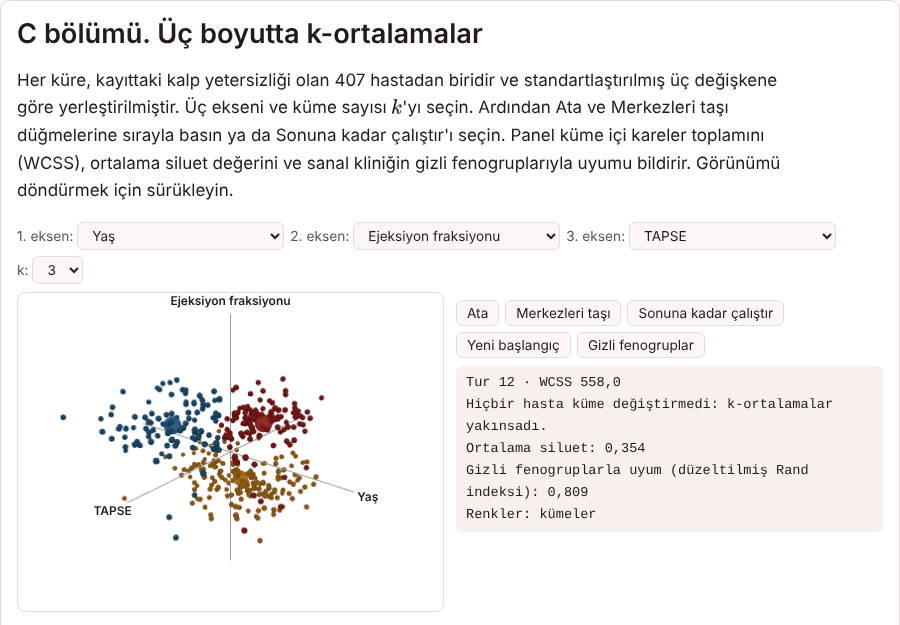 C bölümü. Üç boyutta k-ortalamalar
Her küre, kayıttaki kalp yetersizliği olan 407 hastadan biridir ve standartlaştırılmış üç değişkene
göre yerleştirilmiştir. Üç ekseni ve küme sayısı k'yı seçin. Ardından Ata ve Merkezleri taşı
düğmelerine sırayla basın ya da Sonuna kadar çalıştır'ı seçin. Panel küme içi kareler toplamını
(WCSS), ortalama siluet değerini ve sanal kliniğin gizli fenogruplarıyla uyumu bildirir. Görünümü
döndürmek için sürükleyin.
1. eksen: Yaş 2. eksen: Ejeksiyon fraksiyonu 3. eksen: TAPSE
k: 3
Ejeksiyon fraksiyonu
Yaş
TAPSE
Ata Merkezleri taşı Sonuna kadar çalıştır
Yeni başlangıç Gizli fenogruplar
Tur 12 · WCSS 558,0
Hiçbir hasta küme değiştirmedi: k-ortalamalar
yakınsadı.
Ortalama siluet: 0,354
Gizli fenogruplarla uyum (düzeltilmiş Rand
indeksi): 0,809
Renkler: kümeler